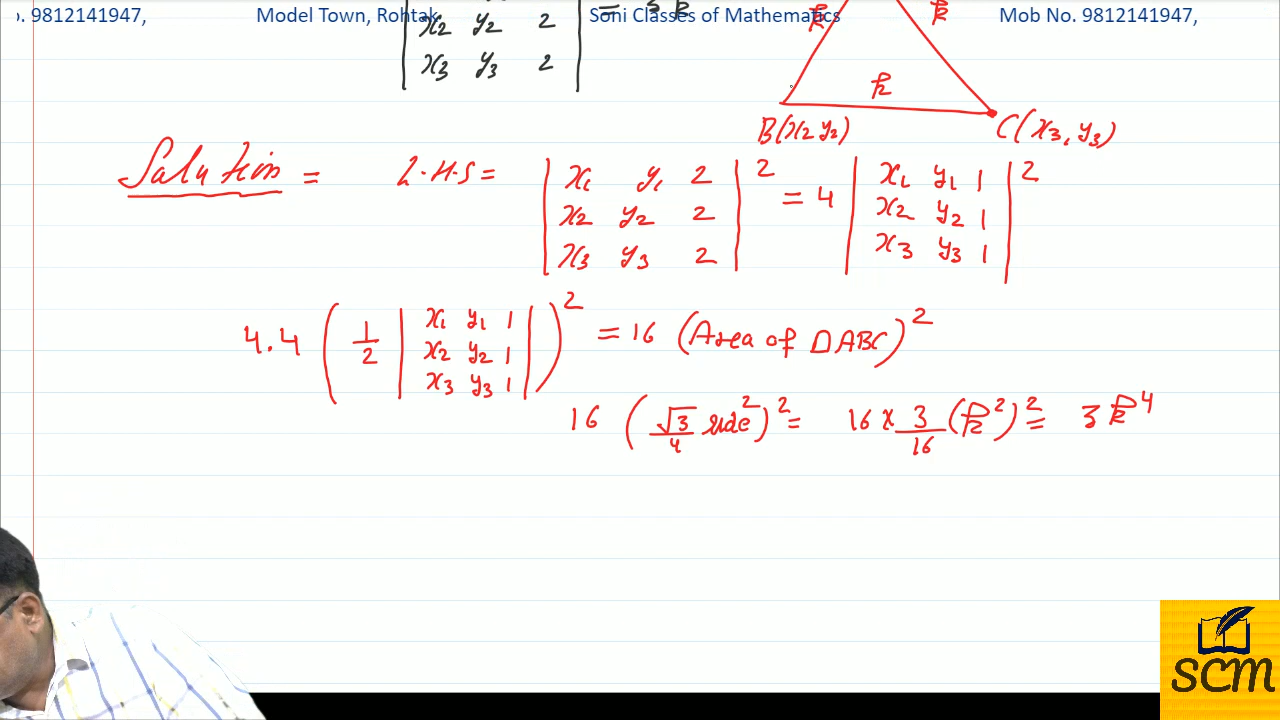 . 9812141947, Model Town, Rohtak Soni Classes of Mathematics Mob No. 9812141947,
x2 y2 2
x3 y3 2
k k
k
B(x2 y2) C(x3, y3)
Solution = L.H.S = | x1 y1 2 |² = 4 | x1 y1 1 |²
| x2 y2 2 | | x2 y2 1 |
| x3 y3 2 | | x3 y3 1 |
4.4 ( 1/2 | x1 y1 1 | )² = 16 (Area of ΔABC)²
| x2 y2 1 |
| x3 y3 1 |
16 ( √3/4 side² )² = 16 x 3/16 (k²)² = 3 k⁴
SCM